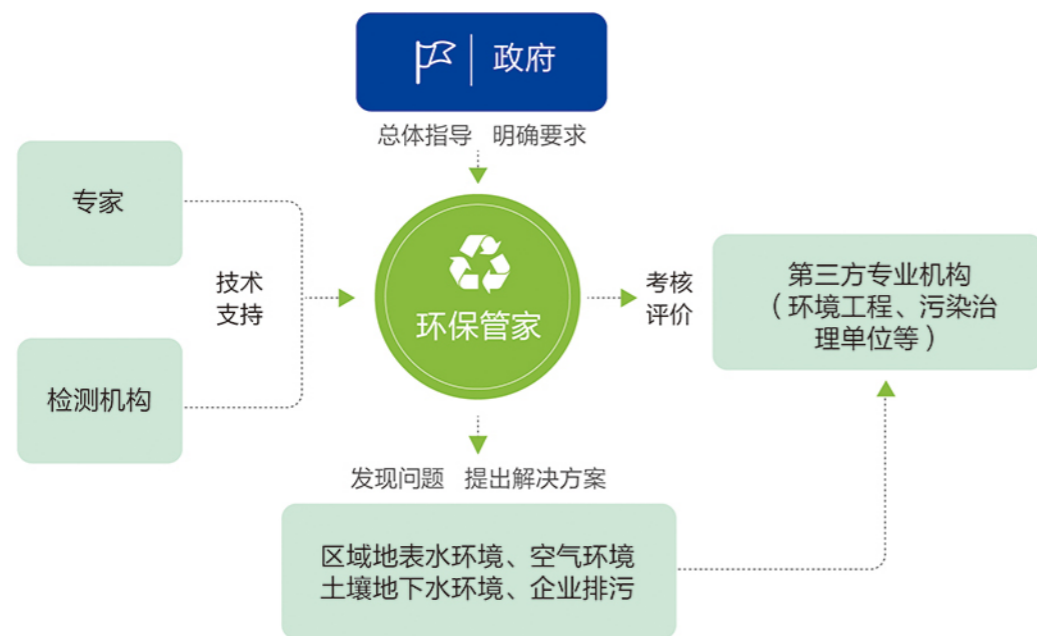 政府
总体指导 明确要求
专家
技术
支持
检测机构
环保管家
考核
评价
第三方专业机构
（环境工程、污染治
理单位等）
发现问题 提出解决方案
区域地表水环境、空气环境
土壤地下水环境、企业排污